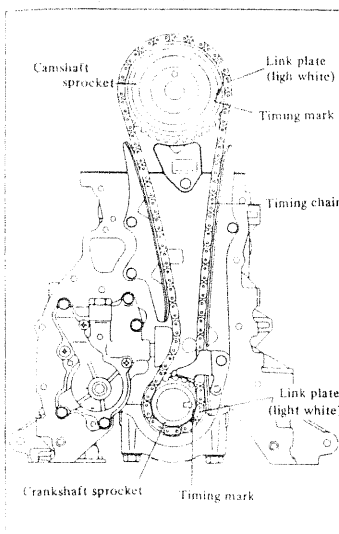 Camshaft
sprocket
Link plate
(ligh white)
Timing mark
Timing chain
Link plate
(light white)
Crankshaft sprocket
Timing mark